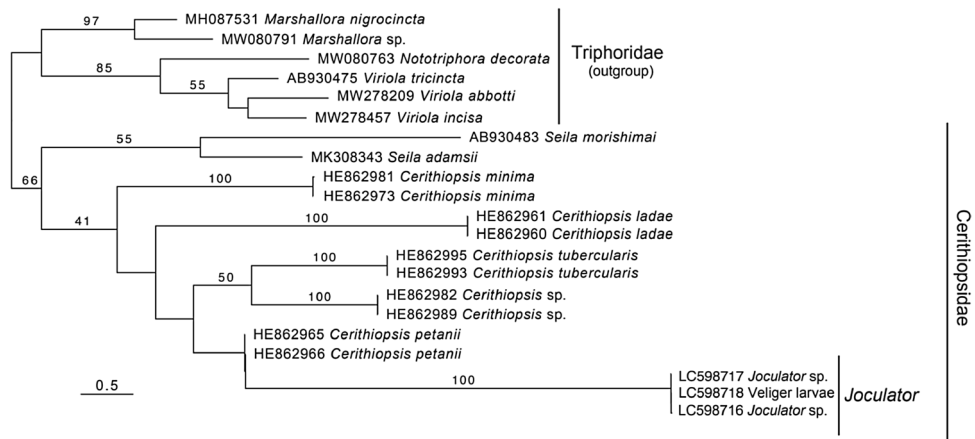 97
MH087531 Marshallora nigrocincta
MW080791 Marshallora sp.
85
MW080763 Nototriphora decorata
55
AB930475 Viriola tricincta
MW278209 Viriola abbotti
MW278457 Viriola incisa
Triphoridae
(outgroup)
66
55
AB930483 Seila morishimai
MK308343 Seila adamsii
41
100
HE862981 Cerithiopsis minima
HE862973 Cerithiopsis minima
100
HE862961 Cerithiopsis ladae
HE862960 Cerithiopsis ladae
50
100
HE862995 Cerithiopsis tubercularis
HE862993 Cerithiopsis tubercularis
100
HE862982 Cerithiopsis sp.
HE862989 Cerithiopsis sp.
HE862965 Cerithiopsis petanii
HE862966 Cerithiopsis petanii
100
LC598717 Joculator sp.
LC598718 Veliger larvae
LC598716 Joculator sp.
Joculator
Cerithiopsidae
0.5